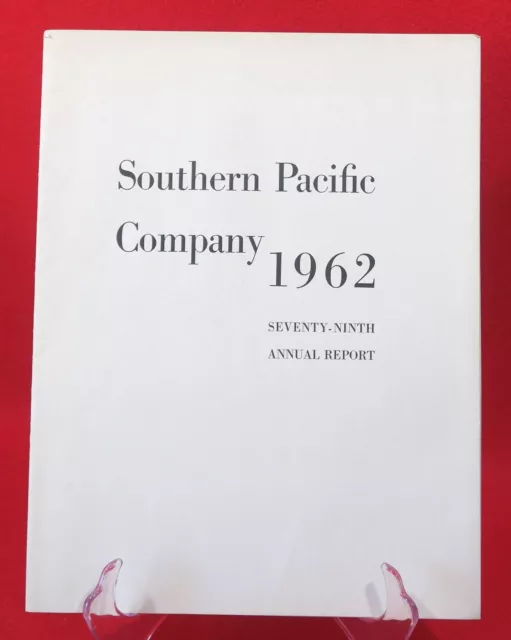 Southern Pacific
Company 1962
SEVENTY-NINTH
ANNUAL REPORT